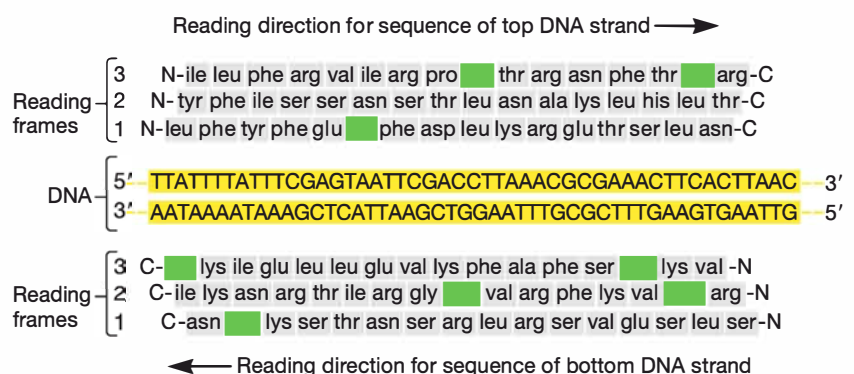 Reading direction for sequence of top DNA strand
3 N-ile leu phe arg val ile arg pro thr arg asn phe thr arg-C
Reading frames
2 N- tyr phe ile ser ser asn ser thr leu asn ala lys leu his leu thr-C
1 N-leu phe tyr phe glu phe asp leu lys arg glu thr ser leu asn-C
DNA
5′ TTATTTTATTTCGAGTAATTCGACCTTAAACGCGAAACTTCACTTAAC 3′
3′ AATAAAATAAAGCTCATTAAGCTGGAATTTGCGCTTTGAAGTGAATTG 5′
3 C- lys ile glu leu leu glu val lys phe ala phe ser lys val -N
Reading frames
2 C-ile lys asn arg thr ile arg gly val arg phe lys val arg -N
1 C-asn lys ser thr asn ser arg leu arg ser val glu ser leu ser-N
Reading direction for sequence of bottom DNA strand